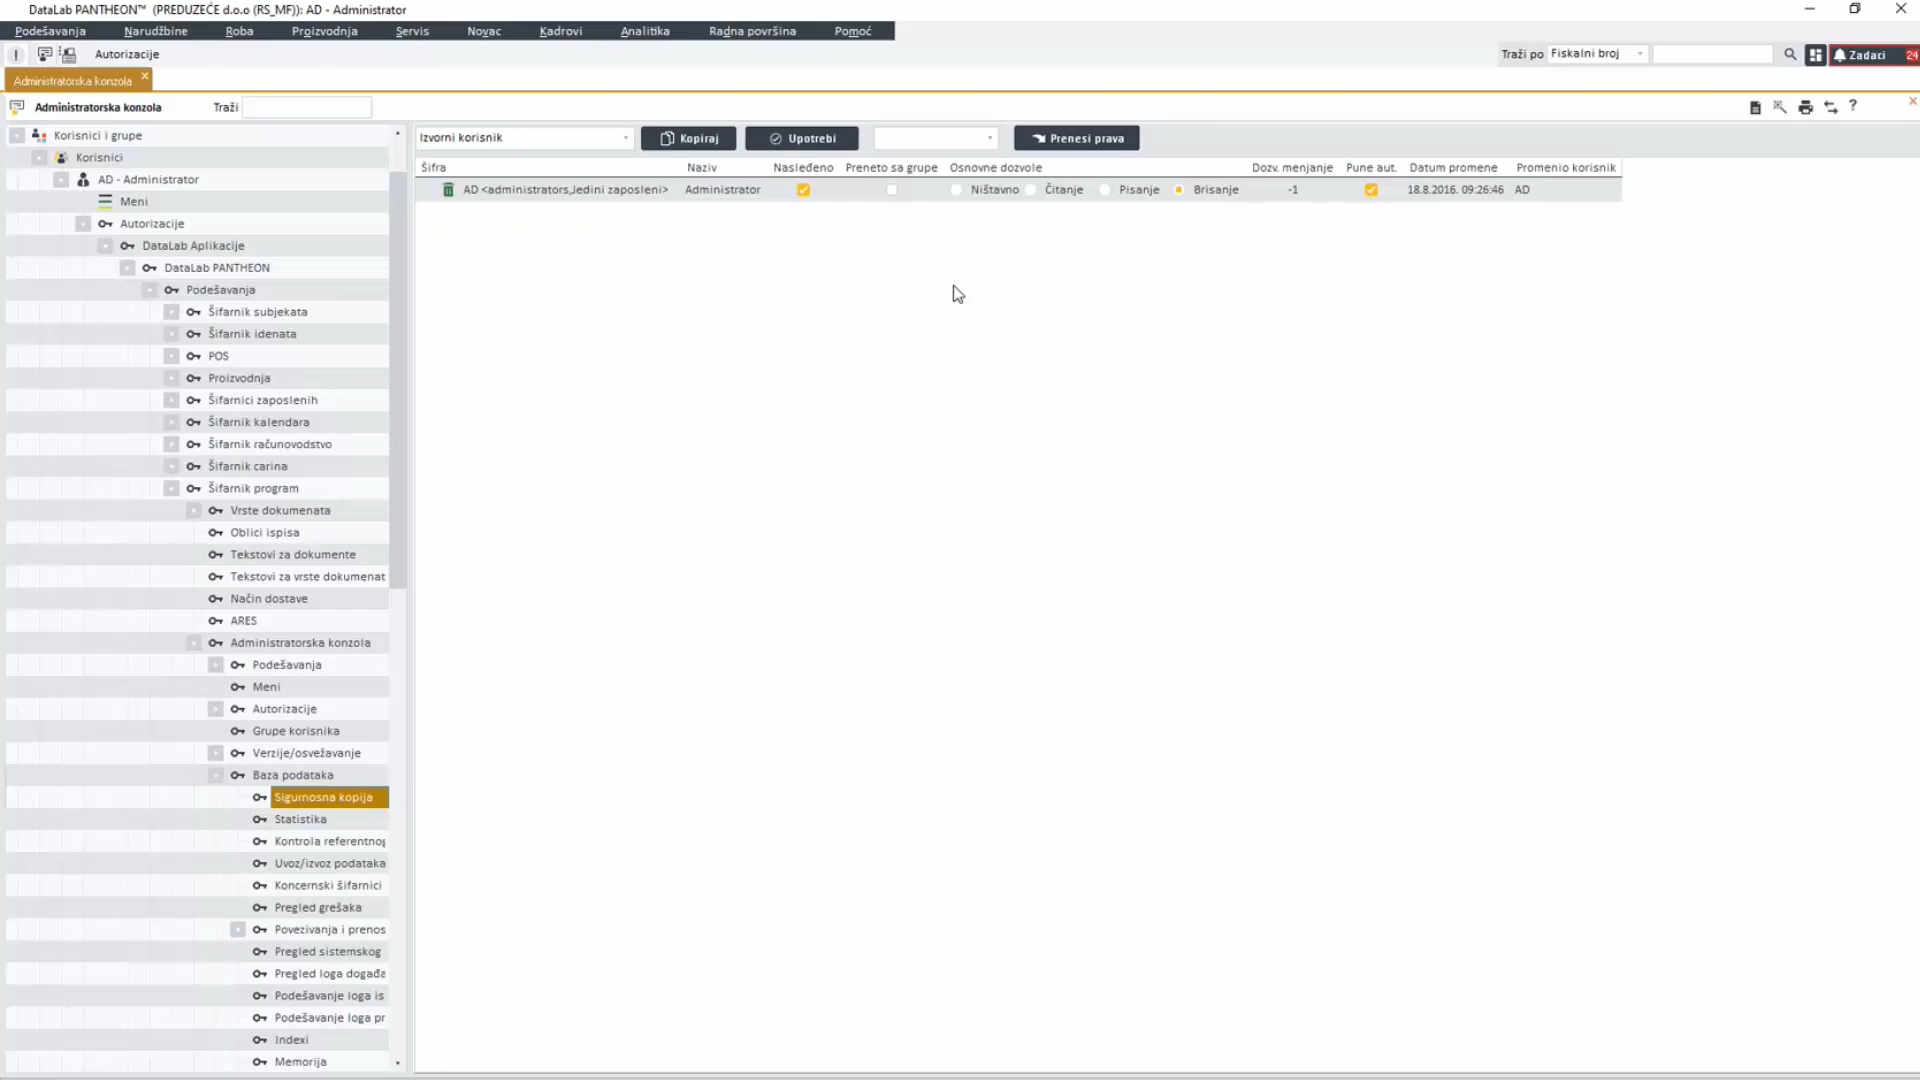 DataLab PANTHEON™ (PREDUZEĆE d.o.o (RS_MF)): AD - Administrator
Podešavanja Narudžbine Roba Proizvodnja Servis Novac Kadrovi Analitika Radna površina Pomoć
Autorizacije Traži po Fiskalni broj Zadaci 24
Administratorska konzola
Administratorska konzola Traži
Korisnici i grupe
Korisnici
AD - Administrator
Meni
Autorizacije
DataLab Aplikacije
DataLab PANTHEON
Podešavanja
Šifarnik subjekata
Šifarnik idenata
POS
Proizvodnja
Šifarnici zaposlenih
Šifarnik kalendara
Šifarnik računovodstvo
Šifarnik carina
Šifarnik program
Vrste dokumenata
Oblici ispisa
Tekstovi za dokumente
Tekstovi za vrste dokumenat
Način dostave
ARES
Administratorska konzola
Podešavanja
Meni
Autorizacije
Grupe korisnika
Verzije/osvežavanje
Baza podataka
Sigurnosna kopija
Statistika
Kontrola referentnog
Uvoz/izvoz podataka
Koncernski šifarnici
Pregled grešaka
Povezivanja i prenos
Pregled sistemskog
Pregled loga događa
Podešavanje loga is
Podešavanje loga pr
Indexi
Memorija
Izvorni korisnik Kopiraj Upotrebi Prenesi prava
Šifra Naziv Nasleđeno Preneto sa grupe Osnovne dozvole Dozv. menjanje Pune aut. Datum promene Promenio korisnik
AD <administrators,Jedini zaposleni> Administrator Ništavno Čitanje Pisanje Brisanje -1 18.8.2016. 09:26:46 AD